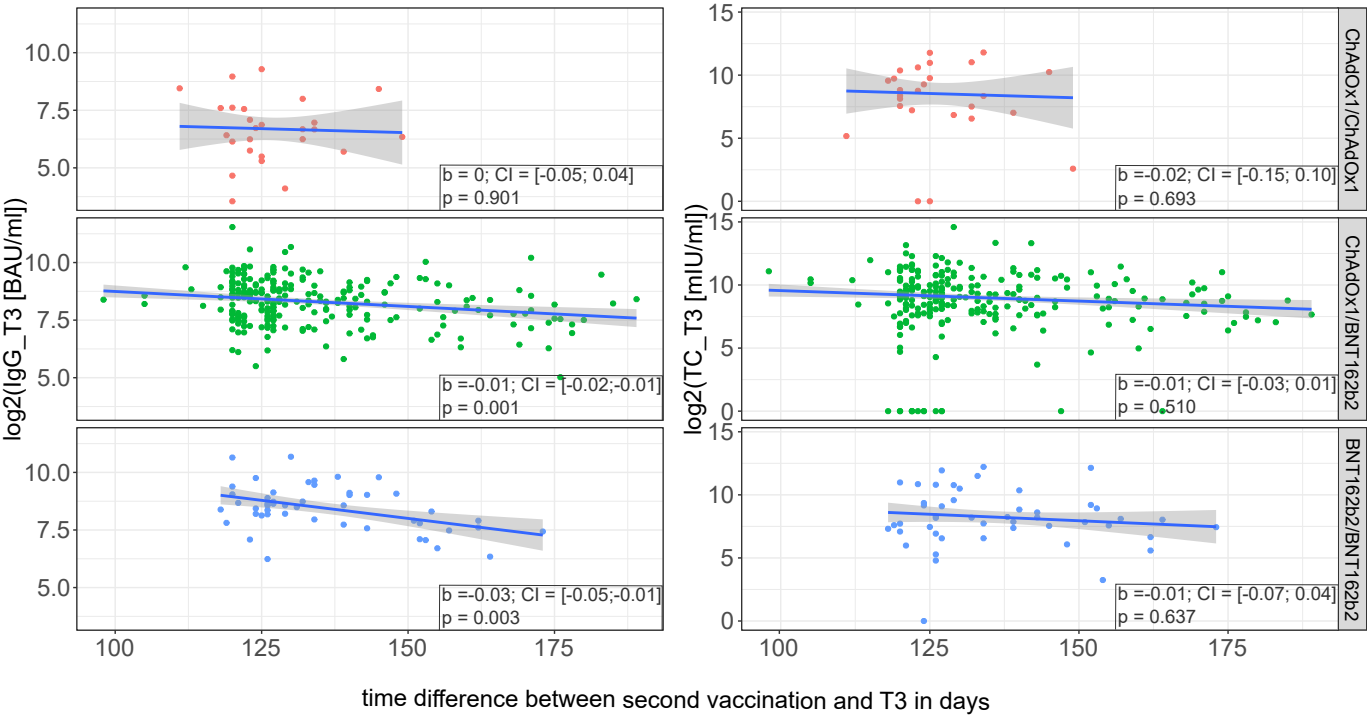 log2(IgG_T3 [BAU/ml])
10.0
7.5
5.0
b = 0; CI = [-0.05; 0.04]
p = 0.901
10.0
7.5
5.0
b =-0.01; CI = [-0.02;-0.01]
p = 0.001
10.0
7.5
5.0
b =-0.03; CI = [-0.05;-0.01]
p = 0.003
100 125 150 175
log2(TC_T3 [mIU/ml])
15
10
5
0
b =-0.02; CI = [-0.15; 0.10]
p = 0.693
ChAdOx1/ChAdOx1
15
10
5
0
b =-0.01; CI = [-0.03; 0.01]
p = 0.510
ChAdOx1/BNT162b2
15
10
5
0
b =-0.01; CI = [-0.07; 0.04]
p = 0.637
BNT162b2/BNT162b2
100 125 150 175
time difference between second vaccination and T3 in days